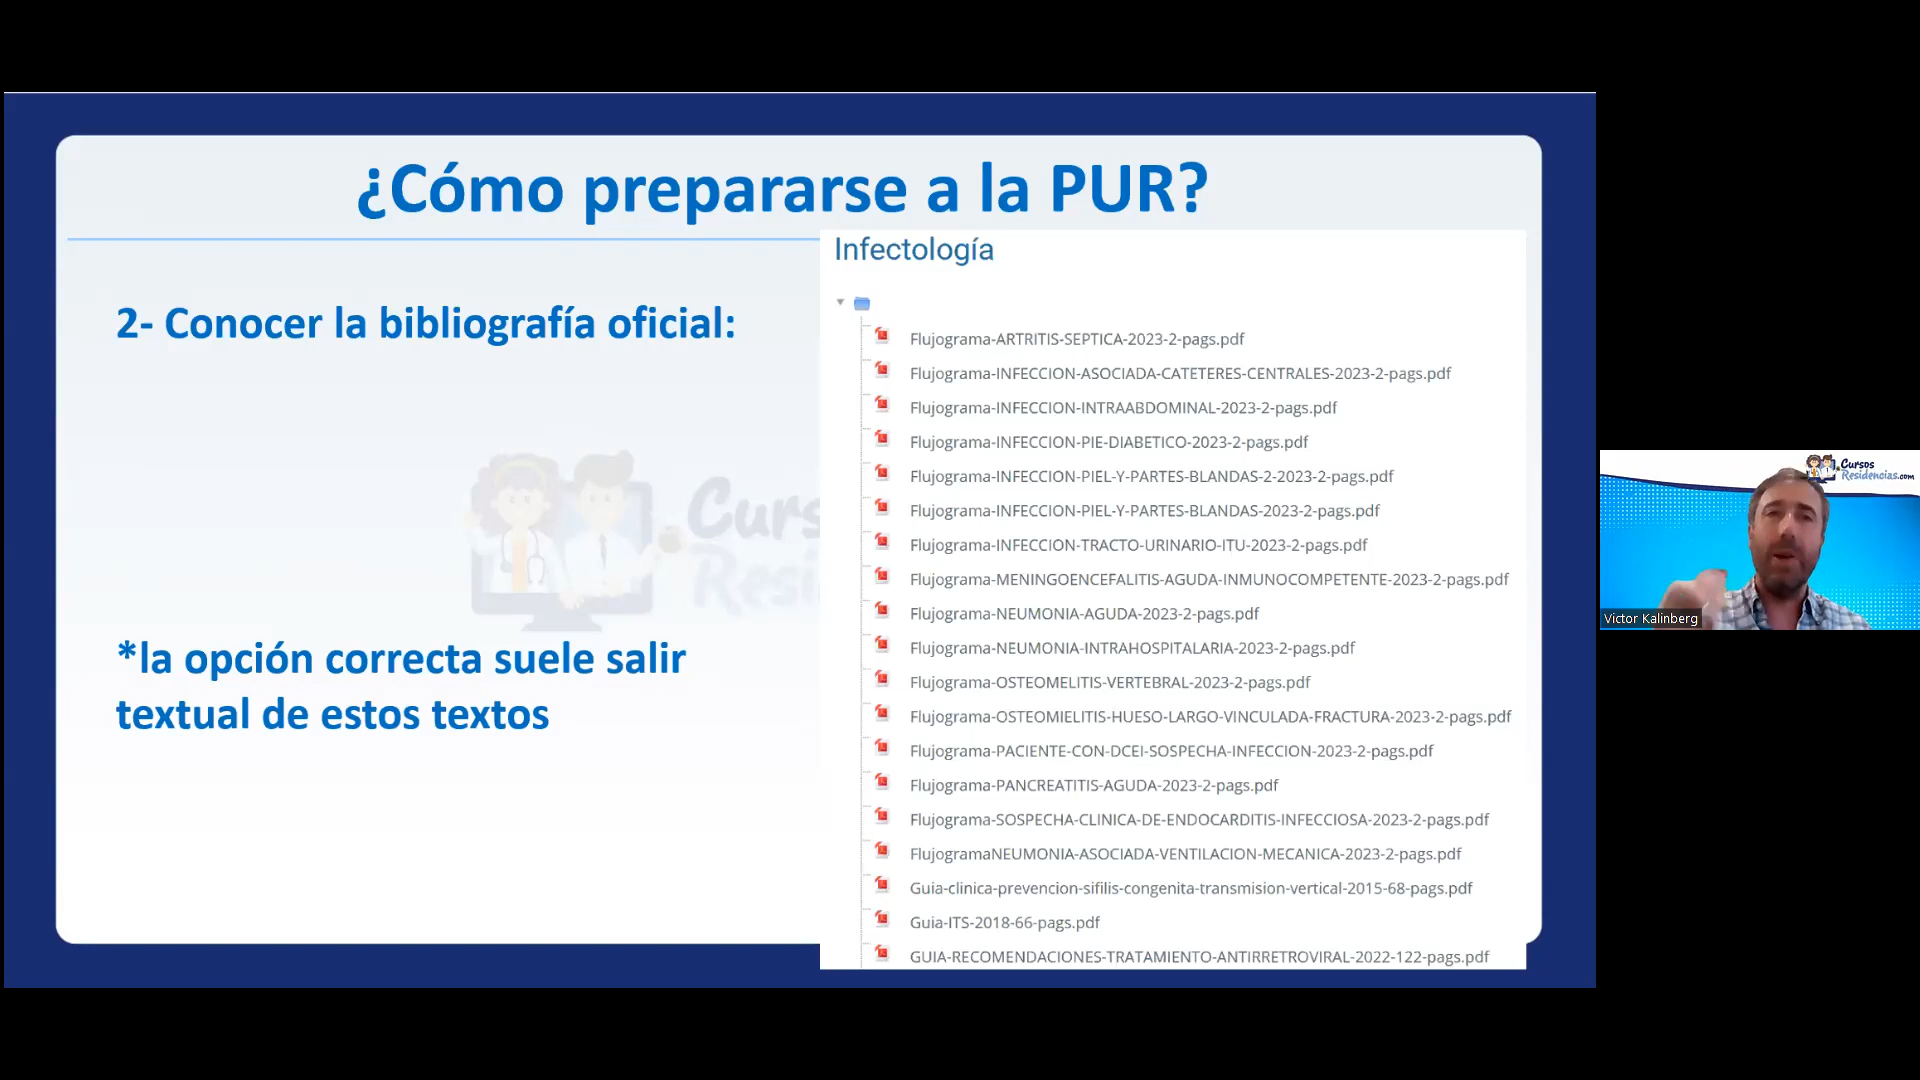 ¿Cómo prepararse a la PUR?
2- Conocer la bibliografía oficial:
*la opción correcta suele salir
textual de estos textos
Infectología
Flujograma-ARTRITIS-SEPTICA-2023-2-pags.pdf
Flujograma-INFECCION-ASOCIADA-CATETERES-CENTRALES-2023-2-pags.pdf
Flujograma-INFECCION-INTRAABDOMINAL-2023-2-pags.pdf
Flujograma-INFECCION-PIE-DIABETICO-2023-2-pags.pdf
Flujograma-INFECCION-PIEL-Y-PARTES-BLANDAS-2-2023-2-pags.pdf
Flujograma-INFECCION-PIEL-Y-PARTES-BLANDAS-2023-2-pags.pdf
Flujograma-INFECCION-TRACTO-URINARIO-ITU-2023-2-pags.pdf
Flujograma-MENINGOENCEFALITIS-AGUDA-INMUNOCOMPETENTE-2023-2-pags.pdf
Flujograma-NEUMONIA-AGUDA-2023-2-pags.pdf
Flujograma-NEUMONIA-INTRAHOSPITALARIA-2023-2-pags.pdf
Flujograma-OSTEOMELITIS-VERTEBRAL-2023-2-pags.pdf
Flujograma-OSTEOMIELITIS-HUESO-LARGO-VINCULADA-FRACTURA-2023-2-pags.pdf
Flujograma-PACIENTE-CON-DCEI-SOSPECHA-INFECCION-2023-2-pags.pdf
Flujograma-PANCREATITIS-AGUDA-2023-2-pags.pdf
Flujograma-SOSPECHA-CLINICA-DE-ENDOCARDITIS-INFECCIOSA-2023-2-pags.pdf
FlujogramaNEUMONIA-ASOCIADA-VENTILACION-MECANICA-2023-2-pags.pdf
Guia-clinica-prevencion-sifilis-congenita-transmision-vertical-2015-68-pags.pdf
Guia-ITS-2018-66-pags.pdf
GUIA-RECOMENDACIONES-TRATAMIENTO-ANTIRRETROVIRAL-2022-122-pags.pdf
Curs
Resi
Cursos
Residencias.com
Victor Kalinberg